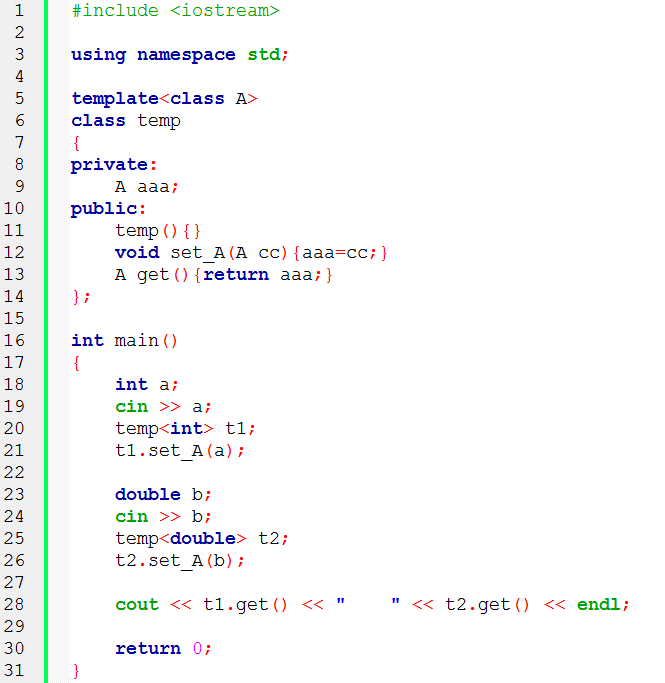 1 #include <iostream>
2
3 using namespace std;
4
5 template<class A>
6 class temp
7 {
8 private:
9     A aaa;
10 public:
11     temp(){}
12     void set_A(A cc){aaa=cc;}
13     A get(){return aaa;}
14 };
15
16 int main()
17 {
18     int a;
19     cin >> a;
20     temp<int> t1;
21     t1.set_A(a);
22
23     double b;
24     cin >> b;
25     temp<double> t2;
26     t2.set_A(b);
27
28     cout << t1.get() << "    " << t2.get() << endl;
29
30     return 0;
31 }